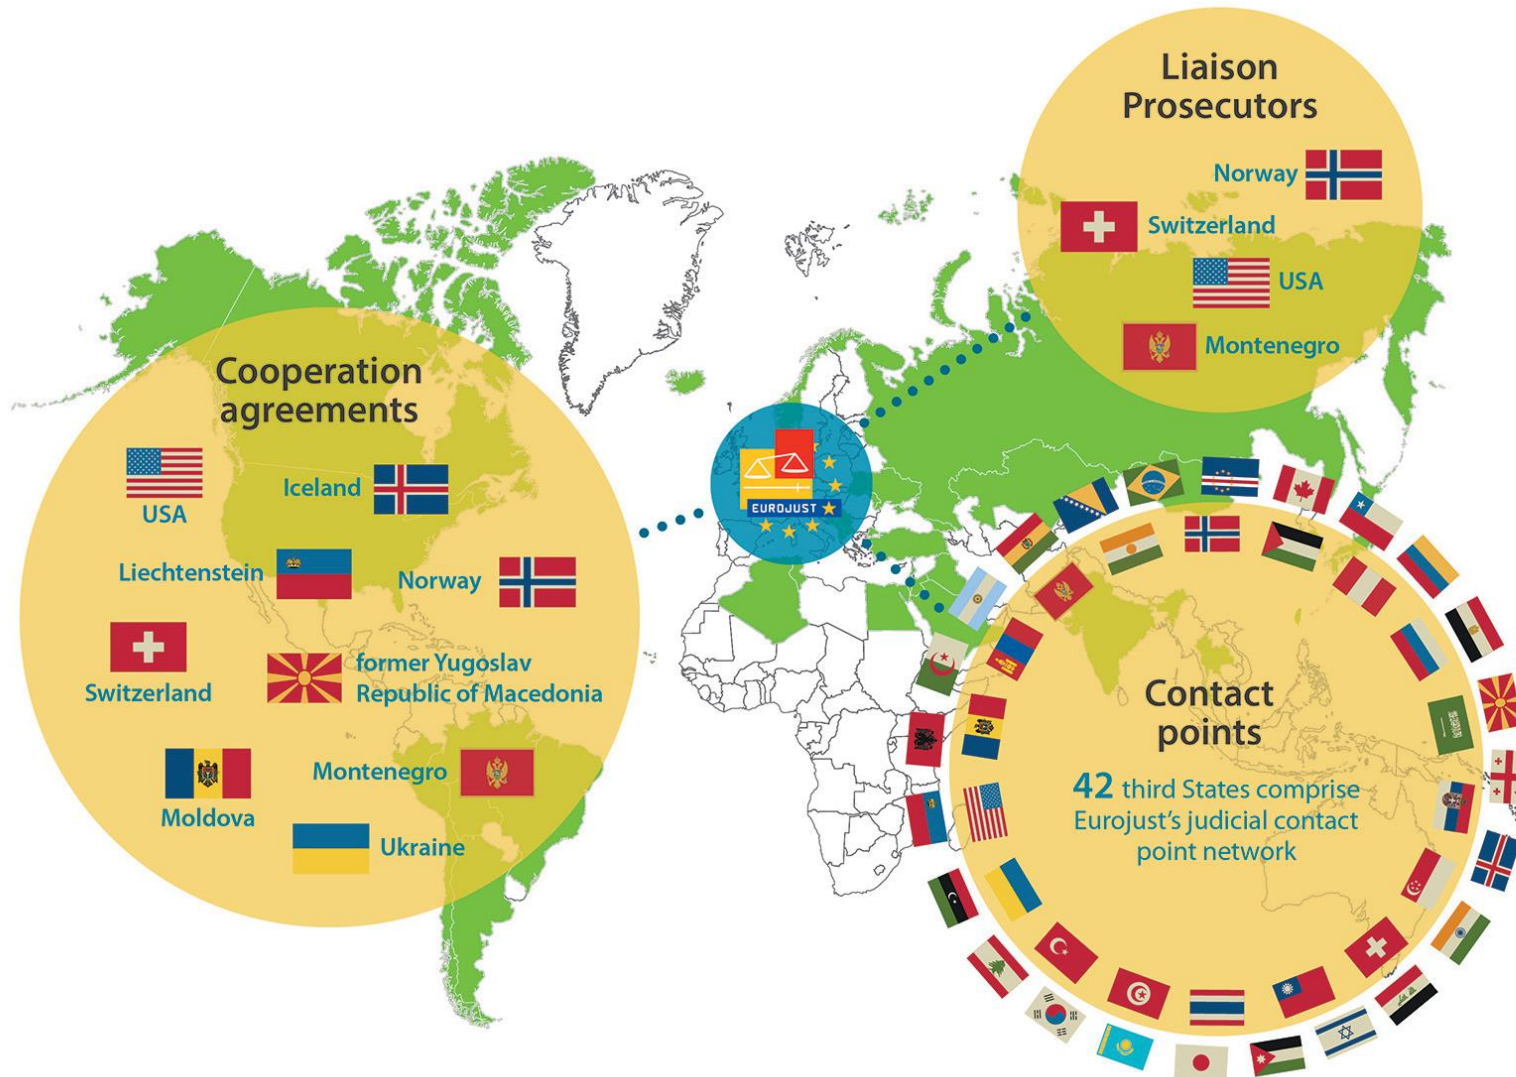 Liaison
Prosecutors
Norway
Switzerland
USA
Montenegro
Cooperation
agreements
USA
Iceland
Liechtenstein
Norway
Switzerland
former Yugoslav
Republic of Macedonia
Moldova
Montenegro
Ukraine
EUROJUST
Contact
points
42 third States comprise
Eurojust's judicial contact
point network